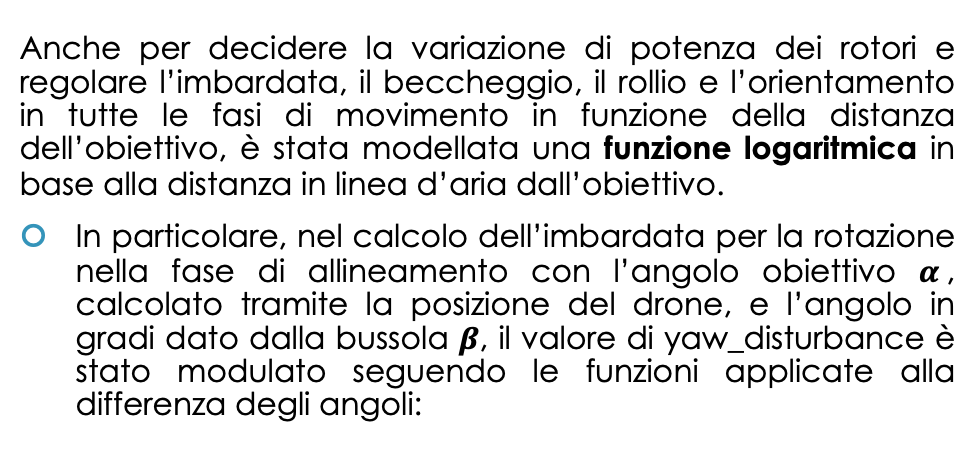 Anche per decidere la variazione di potenza dei rotori e
regolare l'imbardata, il beccheggio, il rollio e l'orientamento
in tutte le fasi di movimento in funzione della distanza
dell'obiettivo, è stata modellata una funzione logaritmica in
base alla distanza in linea d'aria dall'obiettivo.
In particolare, nel calcolo dell'imbardata per la rotazione
nella fase di allineamento con l'angolo obiettivo α,
calcolato tramite la posizione del drone, e l'angolo in
gradi dato dalla bussola β, il valore di yaw_disturbance è
stato modulato seguendo le funzioni applicate alla
differenza degli angoli: